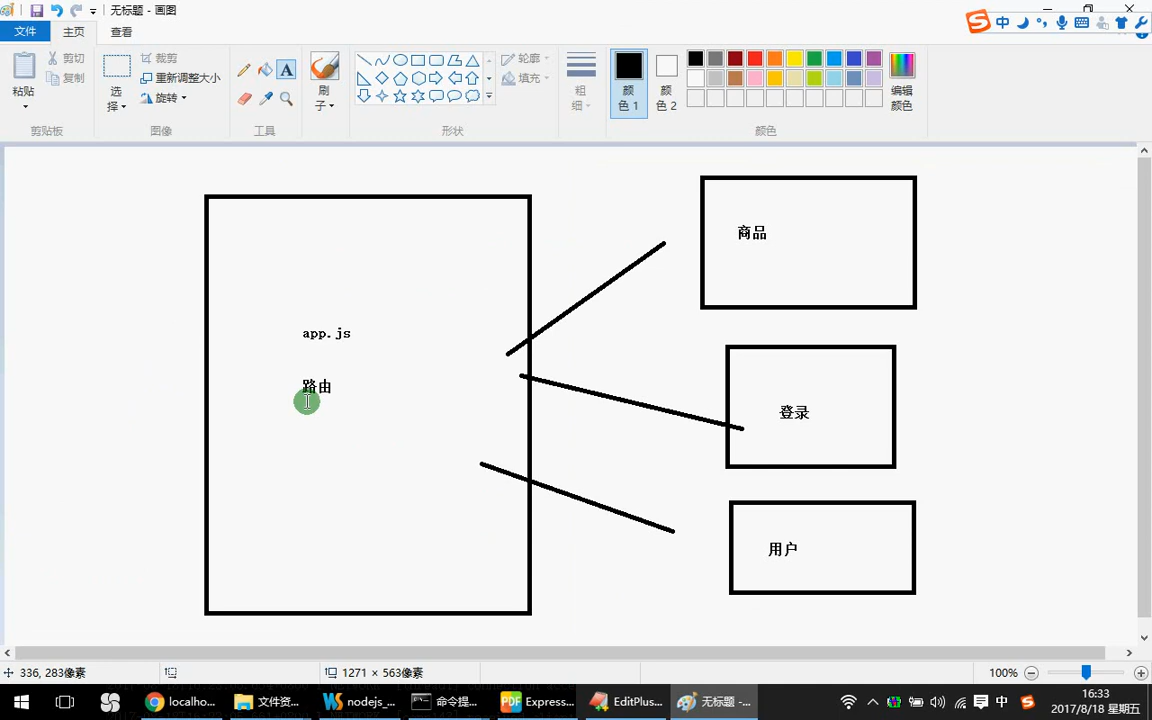 无标题 - 画图
文件
主页
查看
粘贴
剪切
复制
剪贴板
选
择
裁剪
重新调整大小
旋转
图像
A
工具
刷
子
轮廓
填充
形状
粗
细
颜
色 1
颜
色 2
编辑
颜色
颜色
中
app.js
路由
商品
登录
用户
336, 283像素
1271 × 563像素
100%
localho...
文件资...
nodejs_...
命令提...
Express...
EditPlus...
无标题 -...
中
16:33
2017/8/18 星期五